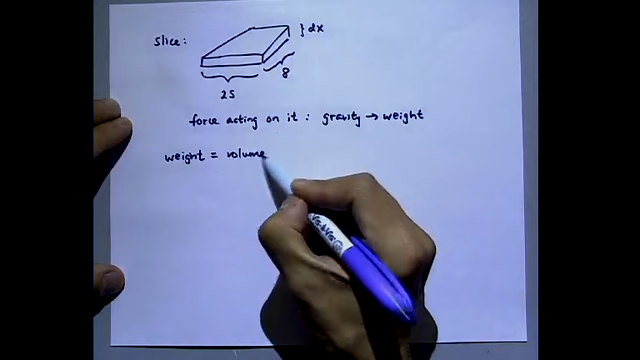 slice:
} dx
8
25
force acting on it : gravity → weight
weight = volume